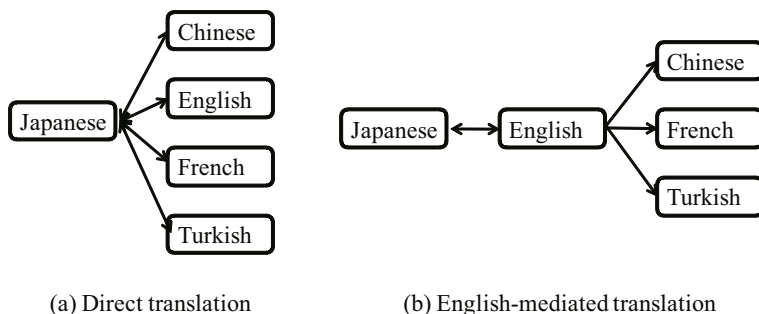 Chinese
English
Japanese
French
Turkish
(a) Direct translation
Japanese
English
Chinese
French
Turkish
(b) English-mediated translation